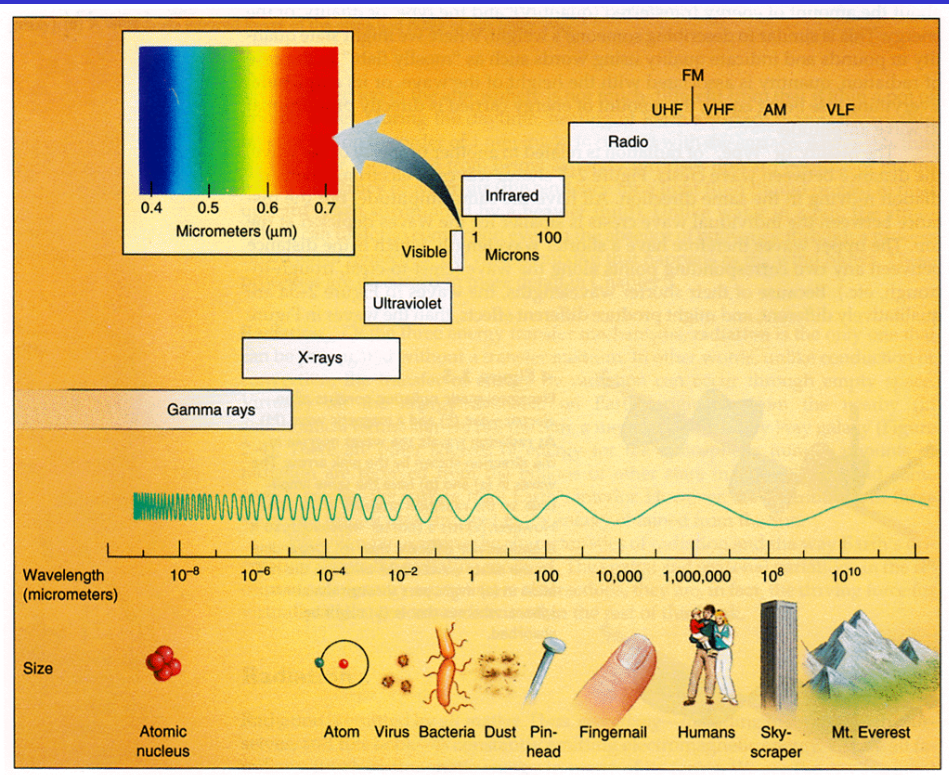 FM
UHF VHF AM VLF
Radio
Infrared
1 100
Microns
0.4 0.5 0.6 0.7
Micrometers (μm)
Visible
Ultraviolet
X-rays
Gamma rays
Wavelength
(micrometers)
10⁻⁸ 10⁻⁶ 10⁻⁴ 10⁻² 1 100 10,000 1,000,000 10⁸ 10¹⁰
Size
Atomic
nucleus
Atom
Virus
Bacteria
Dust
Pin-
head
Fingernail
Humans
Sky-
scraper
Mt. Everest